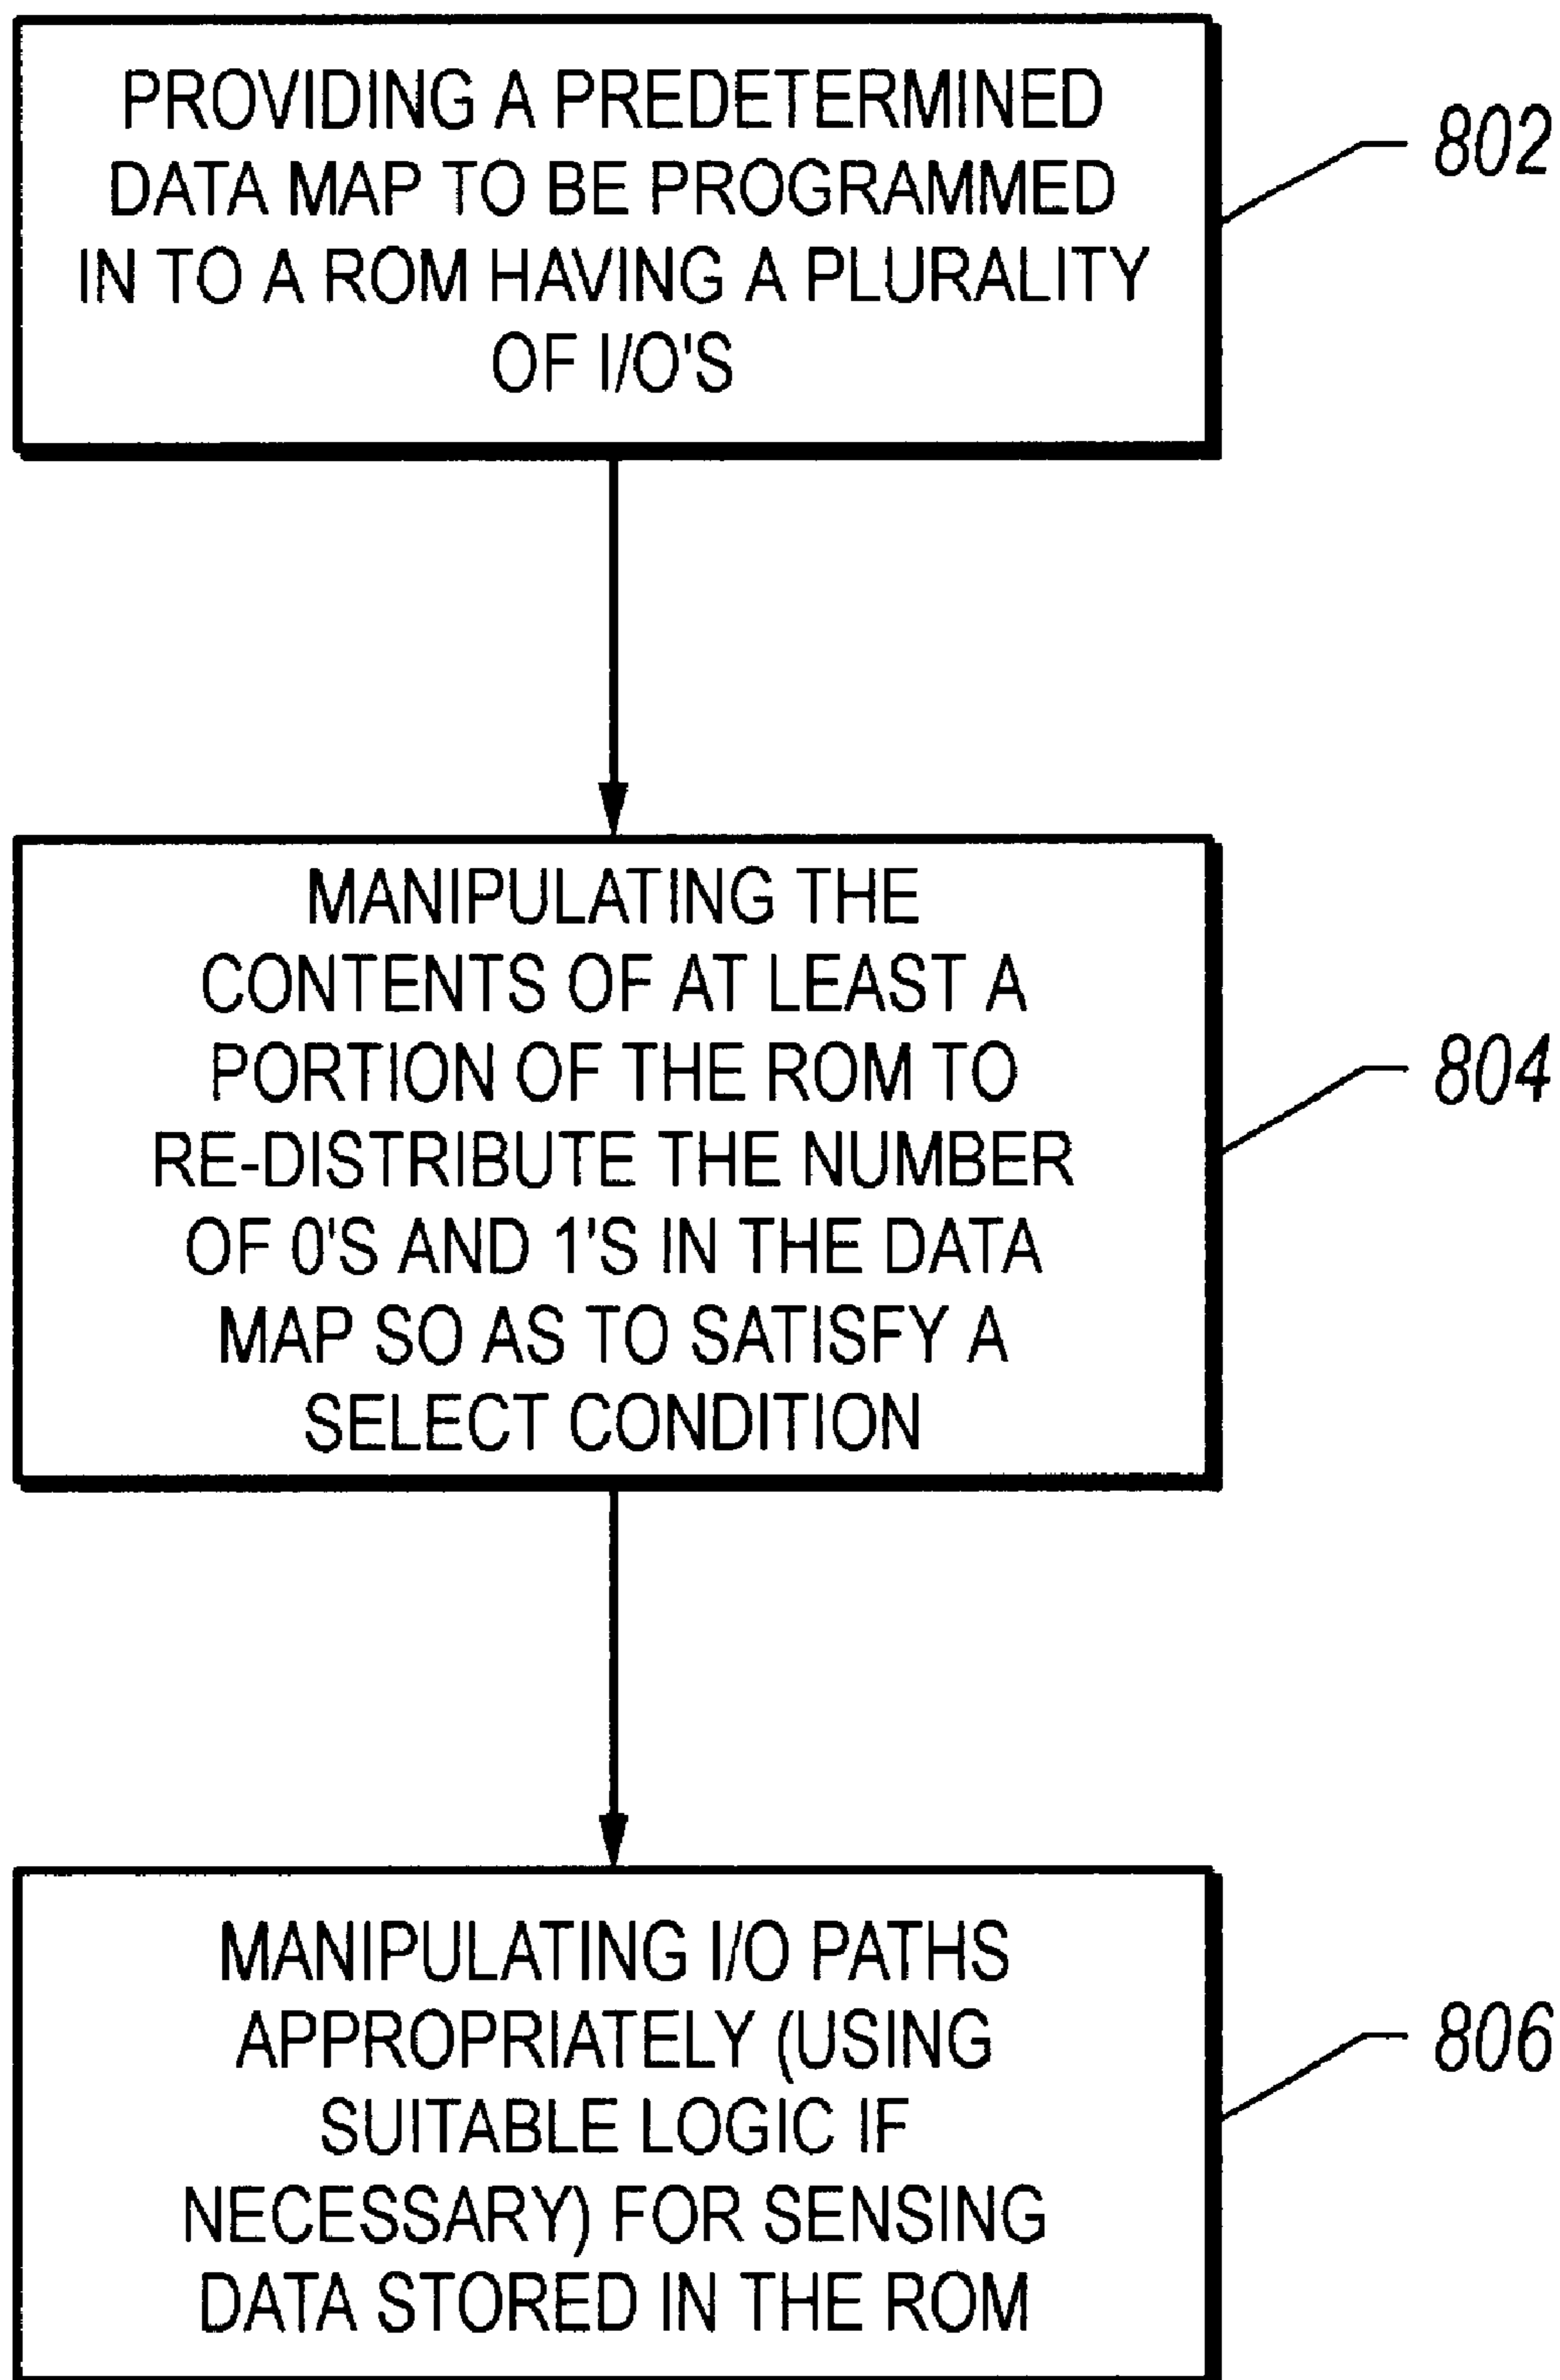 PROVIDING A PREDETERMINED
DATA MAP TO BE PROGRAMMED
IN TO A ROM HAVING A PLURALITY
OF I/O'S
802
MANIPULATING THE
CONTENTS OF AT LEAST A
PORTION OF THE ROM TO
RE-DISTRIBUTE THE NUMBER
OF 0'S AND 1'S IN THE DATA
MAP SO AS TO SATISFY A
SELECT CONDITION
804
MANIPULATING I/O PATHS
APPROPRIATELY (USING
SUITABLE LOGIC IF
NECESSARY) FOR SENSING
DATA STORED IN THE ROM
806